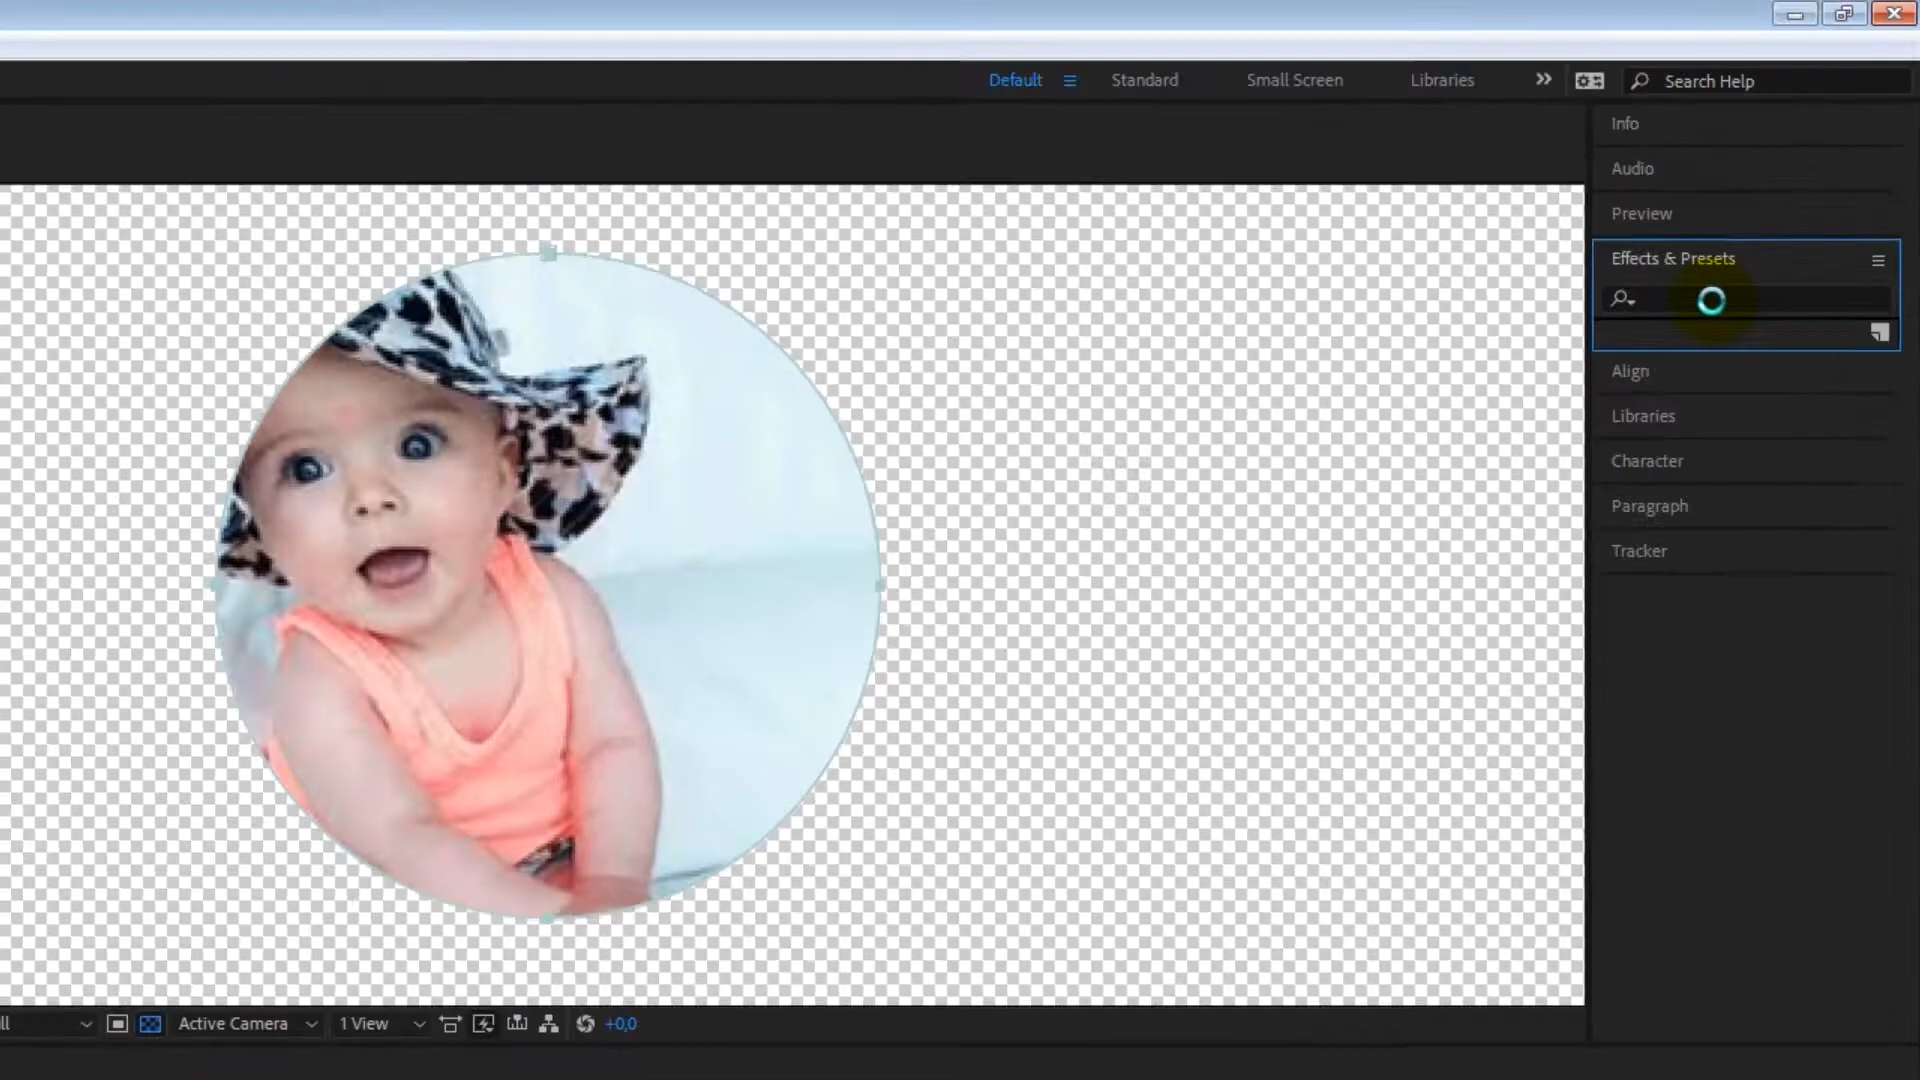 Default
Standard
Small Screen
Libraries
Search Help
Info
Audio
Preview
Effects & Presets
Align
Libraries
Character
Paragraph
Tracker
ll
Active Camera
1 View
+0,0